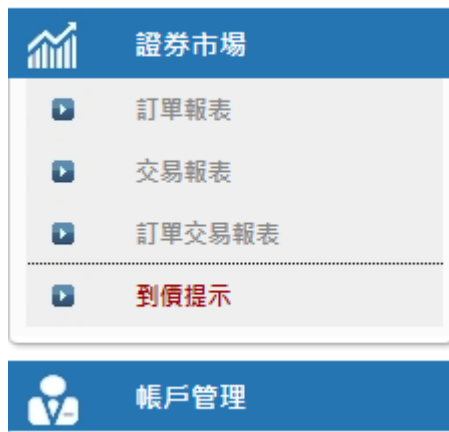 證券市場
訂單報表
交易報表
訂單交易報表
到價提示
帳戶管理